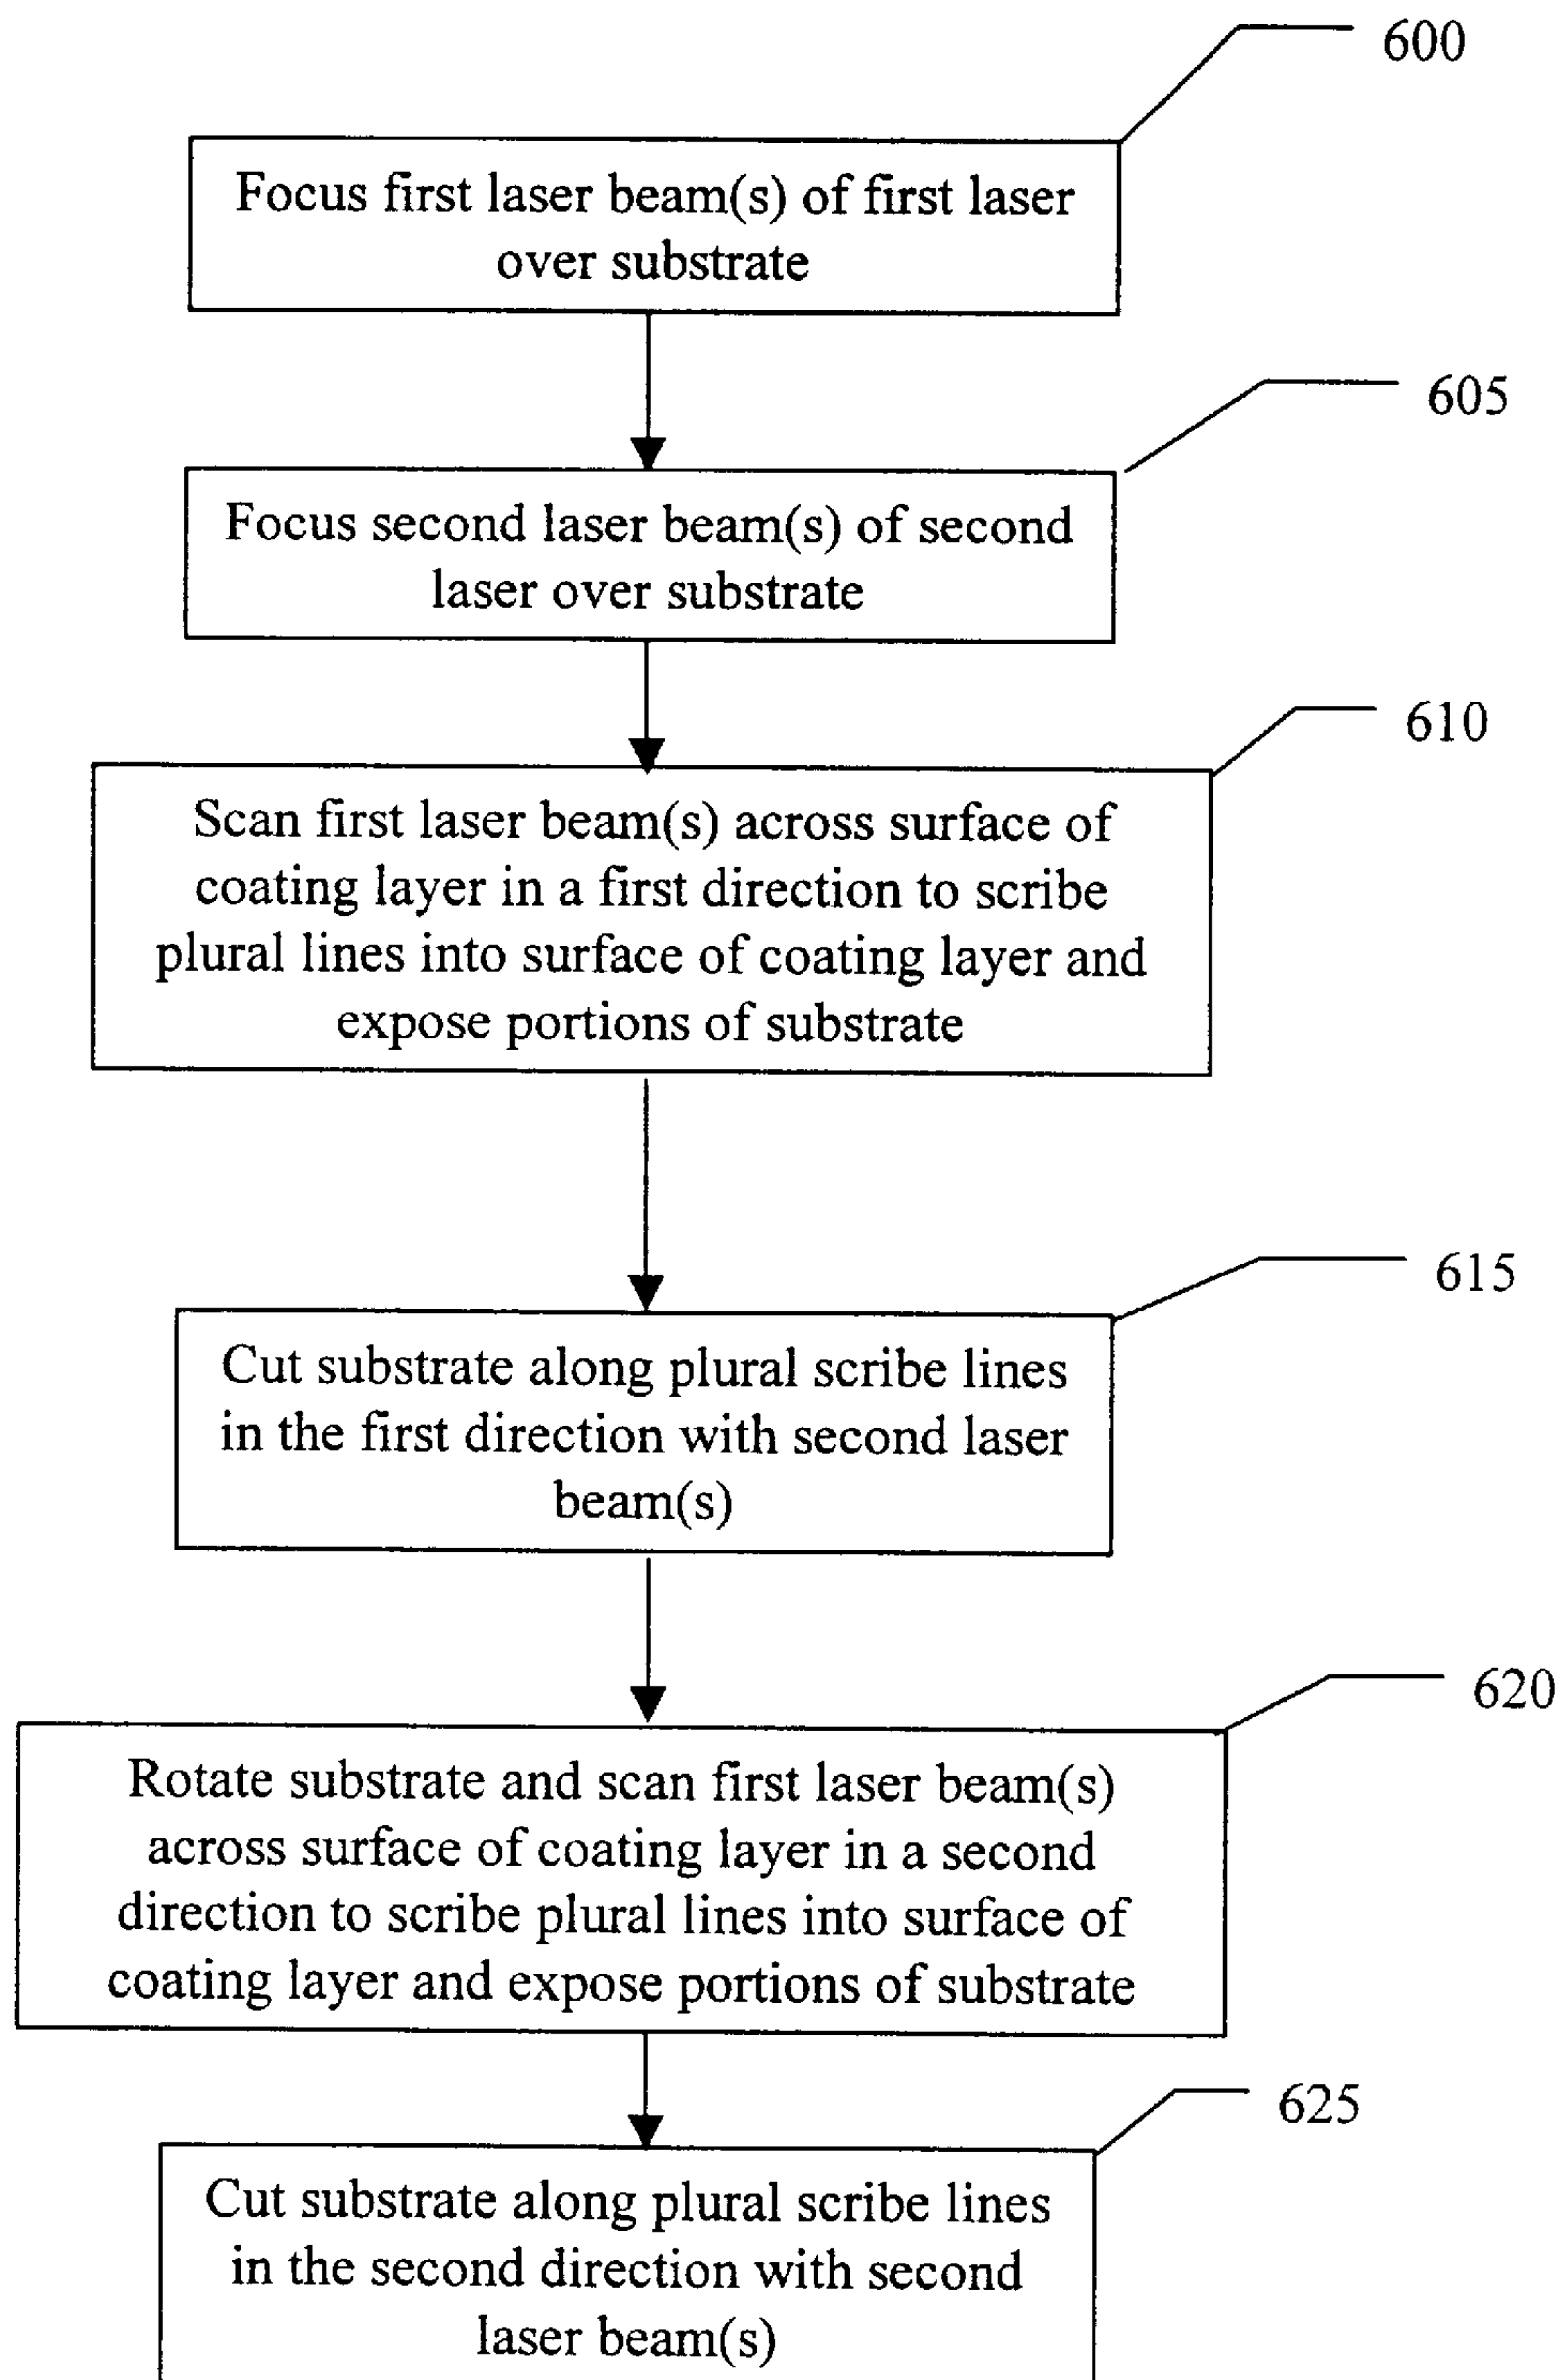 600
Focus first laser beam(s) of first laser
over substrate
605
Focus second laser beam(s) of second
laser over substrate
610
Scan first laser beam(s) across surface of
coating layer in a first direction to scribe
plural lines into surface of coating layer and
expose portions of substrate
615
Cut substrate along plural scribe lines
in the first direction with second laser
beam(s)
620
Rotate substrate and scan first laser beam(s)
across surface of coating layer in a second
direction to scribe plural lines into surface of
coating layer and expose portions of substrate
625
Cut substrate along plural scribe lines
in the second direction with second
laser beam(s)